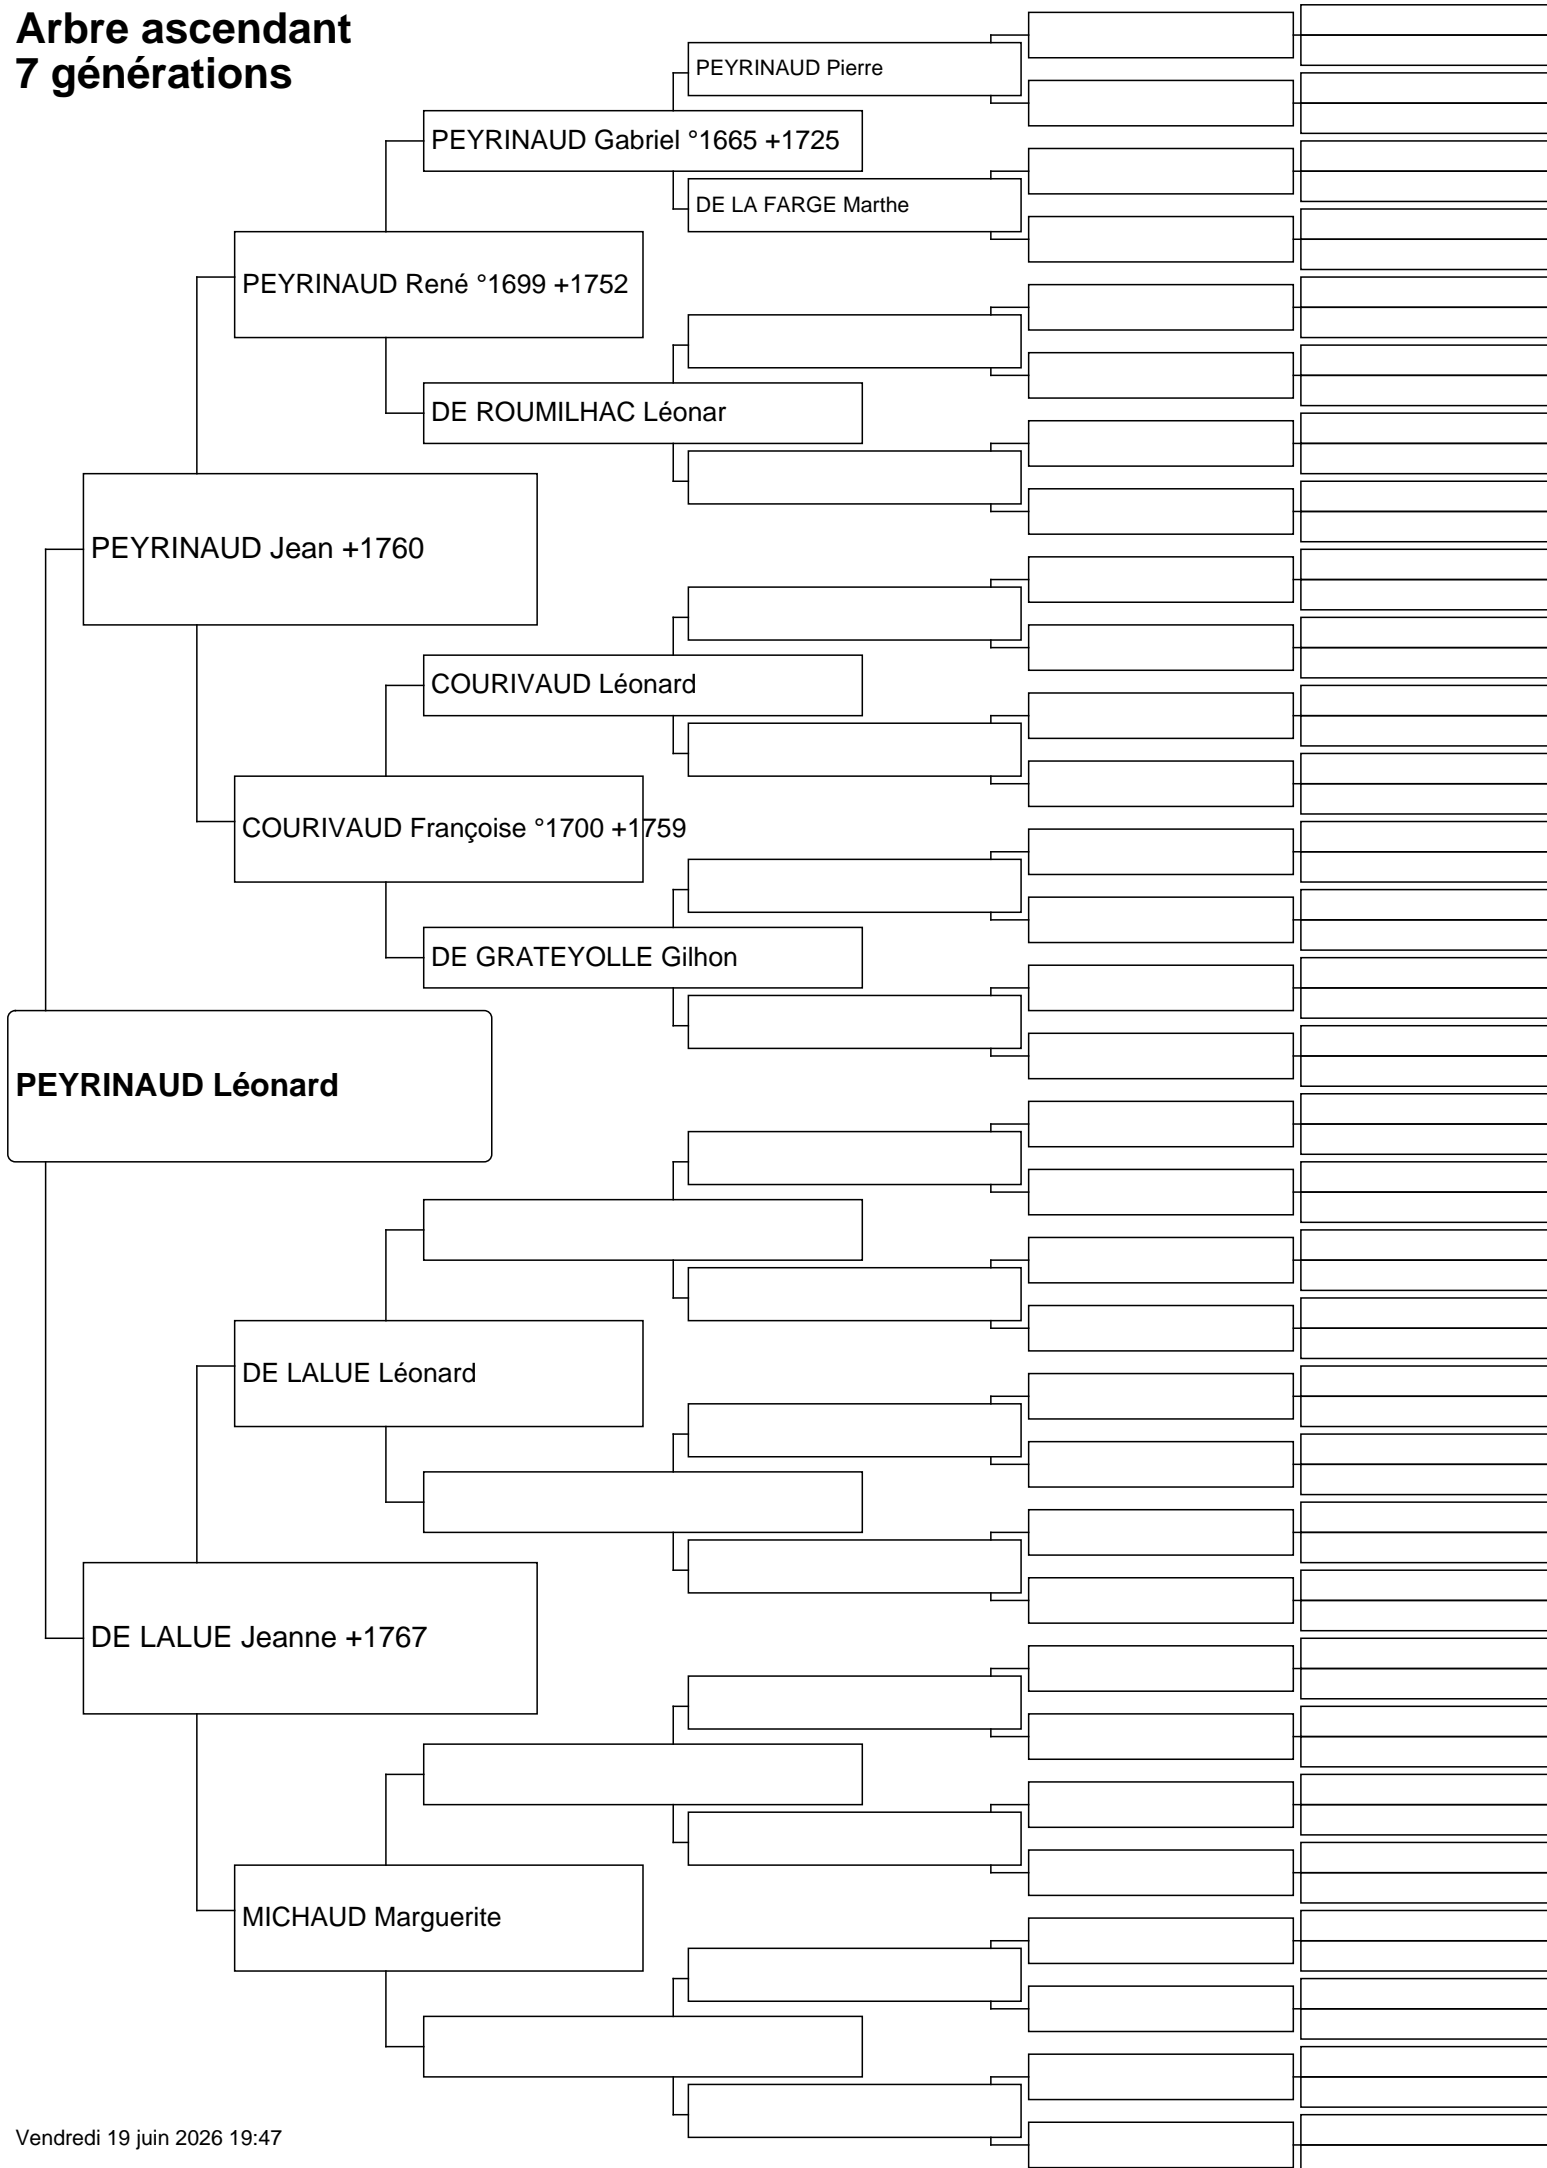 Arbre ascendant
7 générations
PEYRINAUD Pierre
PEYRINAUD Gabriel °1665 +1725
DE LA FARGE Marthe
PEYRINAUD René °1699 +1752
DE ROUMILHAC Léonar
PEYRINAUD Jean +1760
COURIVAUD Léonard
COURIVAUD Françoise °1700 +1759
DE GRATEYOLLE Gilhon
PEYRINAUD Léonard
DE LALUE Léonard
DE LALUE Jeanne +1767
MICHAUD Marguerite
Vendredi 19 juin 2026 19:47